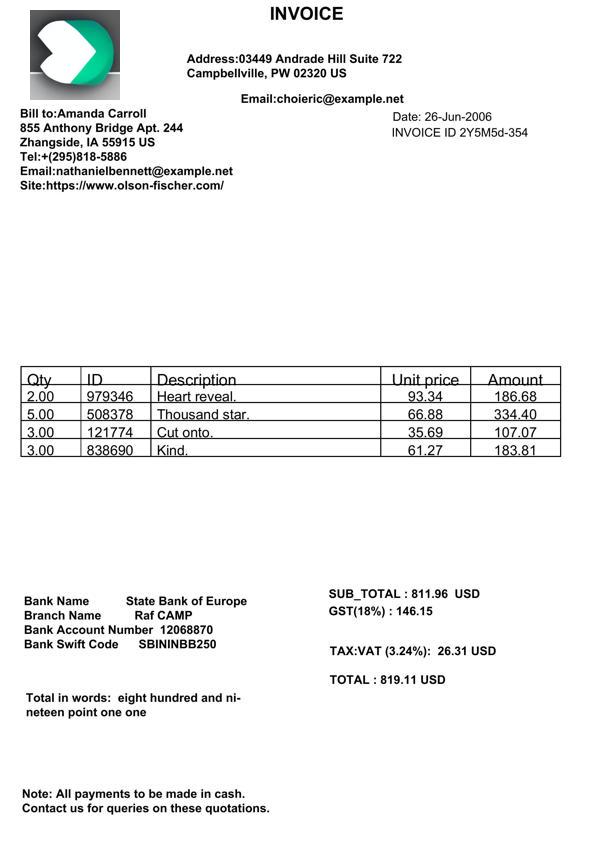 INVOICE
Address:03449 Andrade Hill Suite 722
Campbellville, PW 02320 US
Email:choieric@example.net
Bill to:Amanda Carroll
855 Anthony Bridge Apt. 244
Zhangside, IA 55915 US
Tel:+(295)818-5886
Email:nathanielbennett@example.net
Site:https://www.olson-fischer.com/
Date: 26-Jun-2006
INVOICE ID 2Y5M5d-354
Qty ID Description Unit price Amount
2.00 979346 Heart reveal. 93.34 186.68
5.00 508378 Thousand star. 66.88 334.40
3.00 121774 Cut onto. 35.69 107.07
3.00 838690 Kind. 61.27 183.81
Bank Name State Bank of Europe
Branch Name Raf CAMP
Bank Account Number 12068870
Bank Swift Code SBININBB250
SUB_TOTAL : 811.96 USD
GST(18%) : 146.15
TAX:VAT (3.24%): 26.31 USD
TOTAL : 819.11 USD
Total in words: eight hundred and ni-
neteen point one one
Note: All payments to be made in cash.
Contact us for queries on these quotations.